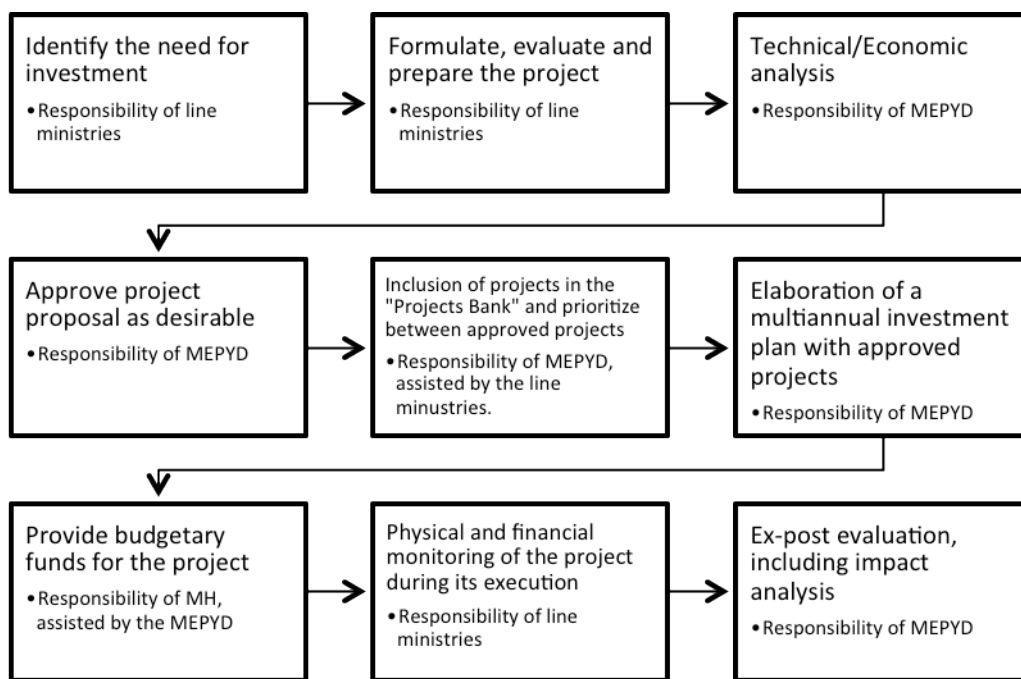 Identify the need for
investment
•Responsibility of line
ministries
Formulate, evaluate and
prepare the project
•Responsibility of line
ministries
Technical/Economic
analysis
•Responsibility of MEPYD
Approve project
proposal as desirable
•Responsibility of MEPYD
Inclusion of projects in the
"Projects Bank" and prioritize
between approved projects
•Responsibility of MEPYD,
assisted by the line
minustries.
Elaboration of a
multiannual investment
plan with approved
projects
•Responsibility of MEPYD
Provide budgetary
funds for the project
•Responsibility of MH,
assisted by the MEPYD
Physical and financial
monitoring of the project
during its execution
•Responsibility of line
ministries
Ex-post evaluation,
including impact
analysis
•Responsibility of MEPYD